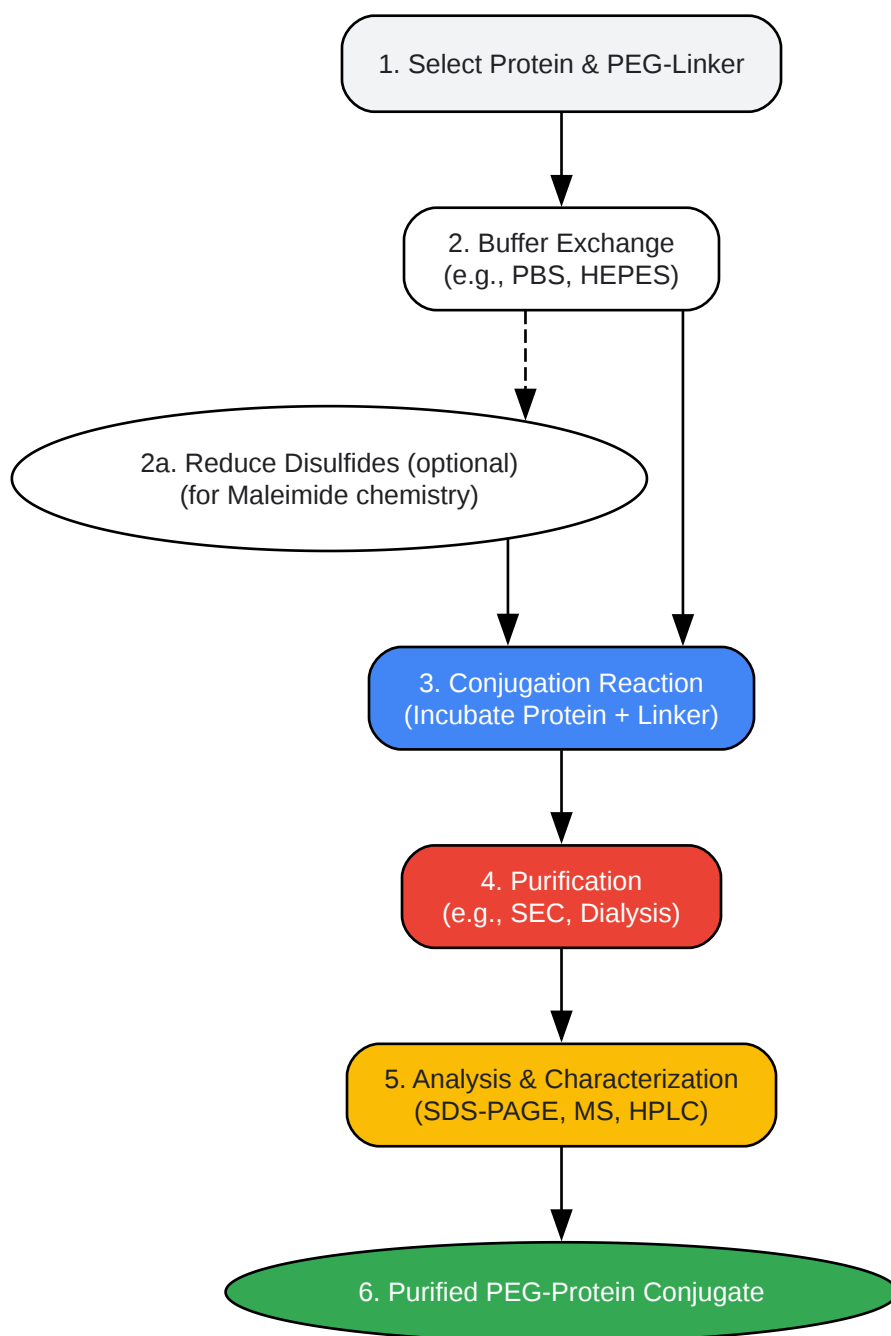 1. Select Protein & PEG-Linker
2. Buffer Exchange
(e.g., PBS, HEPES)
2a. Reduce Disulfides (optional)
(for Maleimide chemistry)
3. Conjugation Reaction
(Incubate Protein + Linker)
4. Purification
(e.g., SEC, Dialysis)
5. Analysis & Characterization
(SDS-PAGE, MS, HPLC)
6. Purified PEG-Protein Conjugate